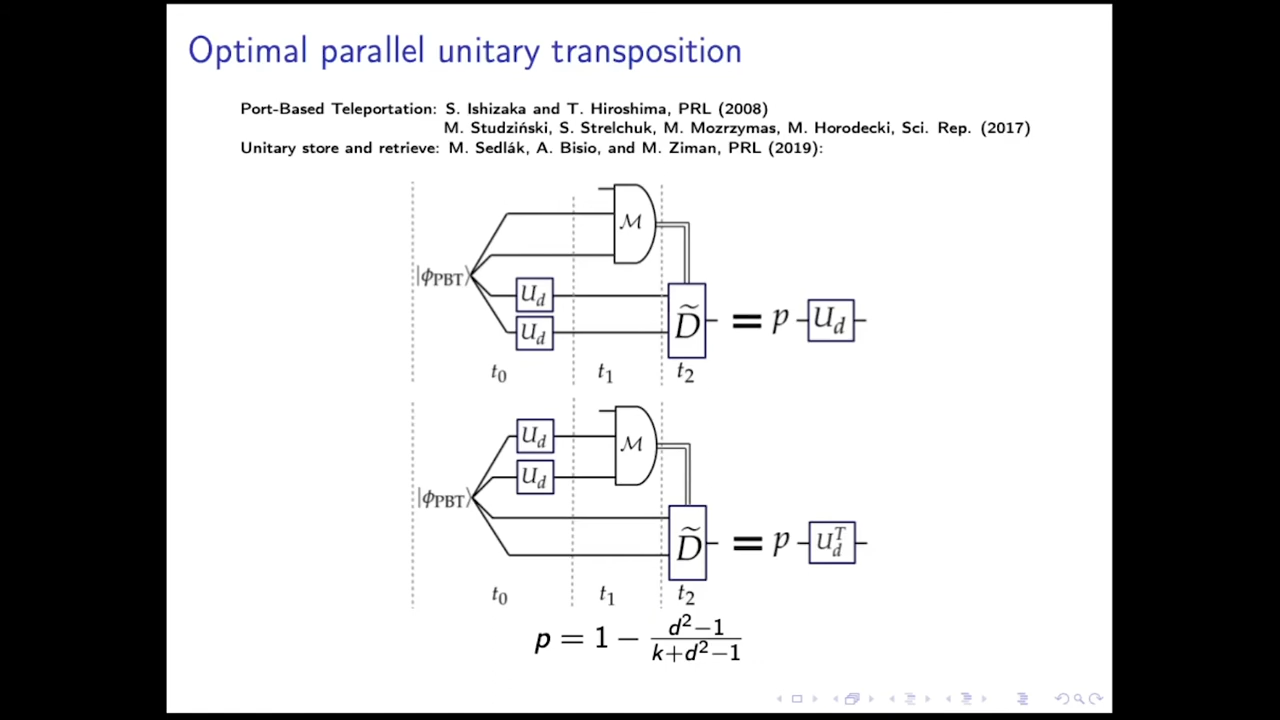 Optimal parallel unitary transposition
Port-Based Teleportation: S. Ishizaka and T. Hiroshima, PRL (2008)
M. Studziński, S. Strelchuk, M. Mozrzymas, M. Horodecki, Sci. Rep. (2017)
Unitary store and retrieve: M. Sedlák, A. Bisio, and M. Ziman, PRL (2019):
ℳ
|ϕ_PBT⟩
U_d
U_d
D̃ = p U_d
t_0 t_1 t_2
U_d
ℳ
U_d
|ϕ_PBT⟩
D̃ = p U_d^T
t_0 t_1 t_2
p = 1 − (d²−1)/(k+d²−1)